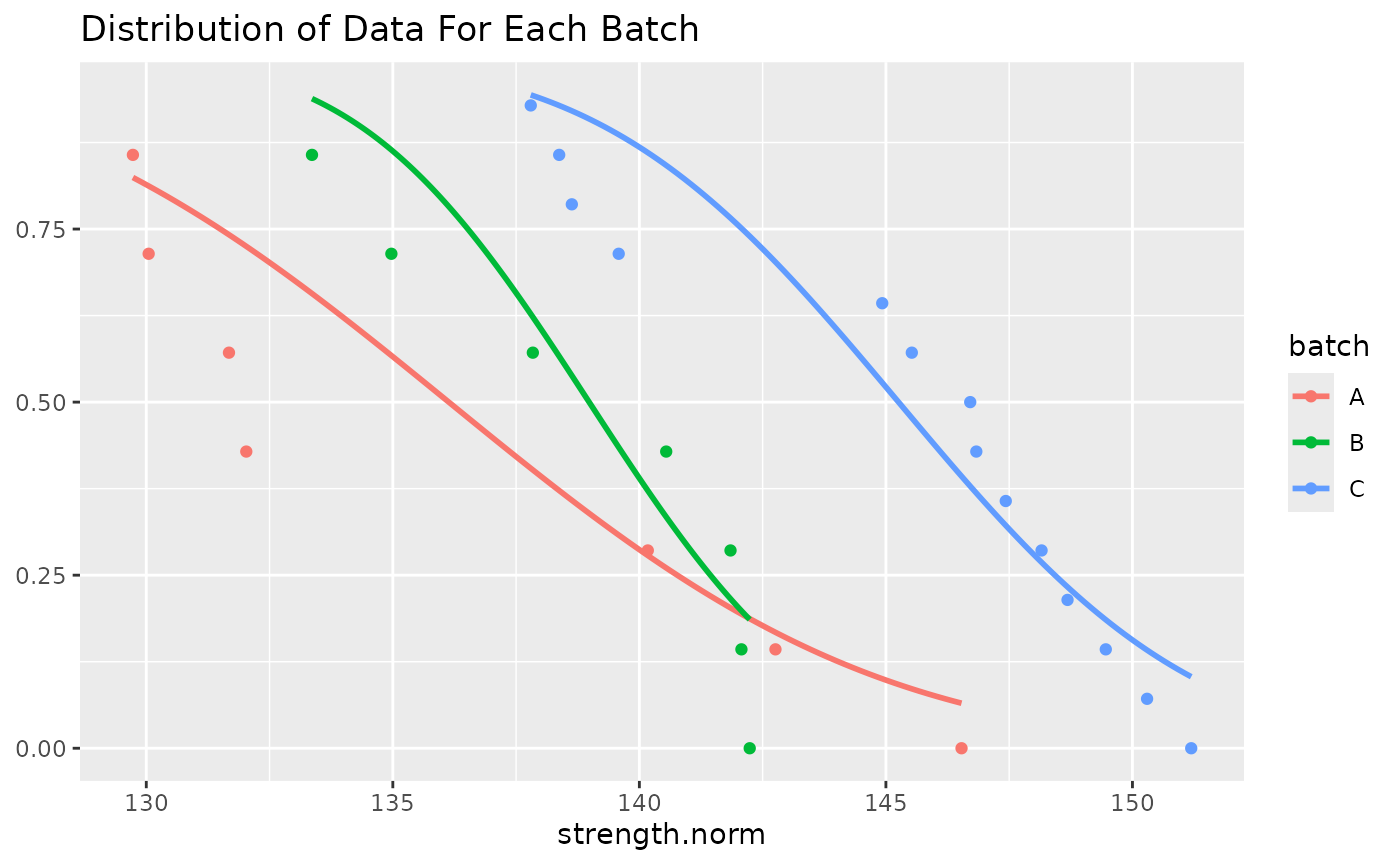 Distribution of Data For Each Batch
0.75
0.50
0.25
0.00
130 135 140 145 150
strength.norm
batch
A
B
C